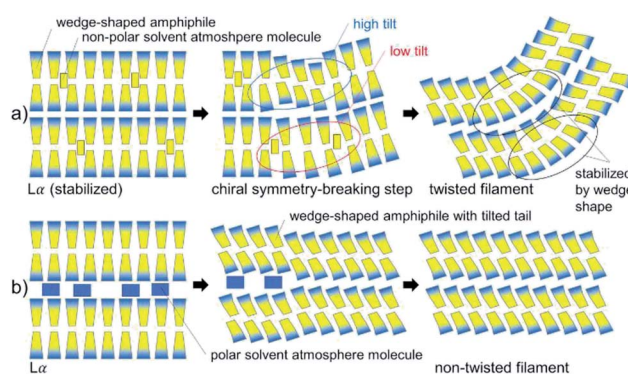 wedge-shaped amphiphile
non-polar solvent atmoshpere molecule
high tilt
low tilt
a)
Lα (stabilized)
chiral symmetry-breaking step
twisted filament
stabilized
by wedge
shape
wedge-shaped amphiphile with tilted tail
b)
polar solvent atmosphere molecule
Lα
non-twisted filament